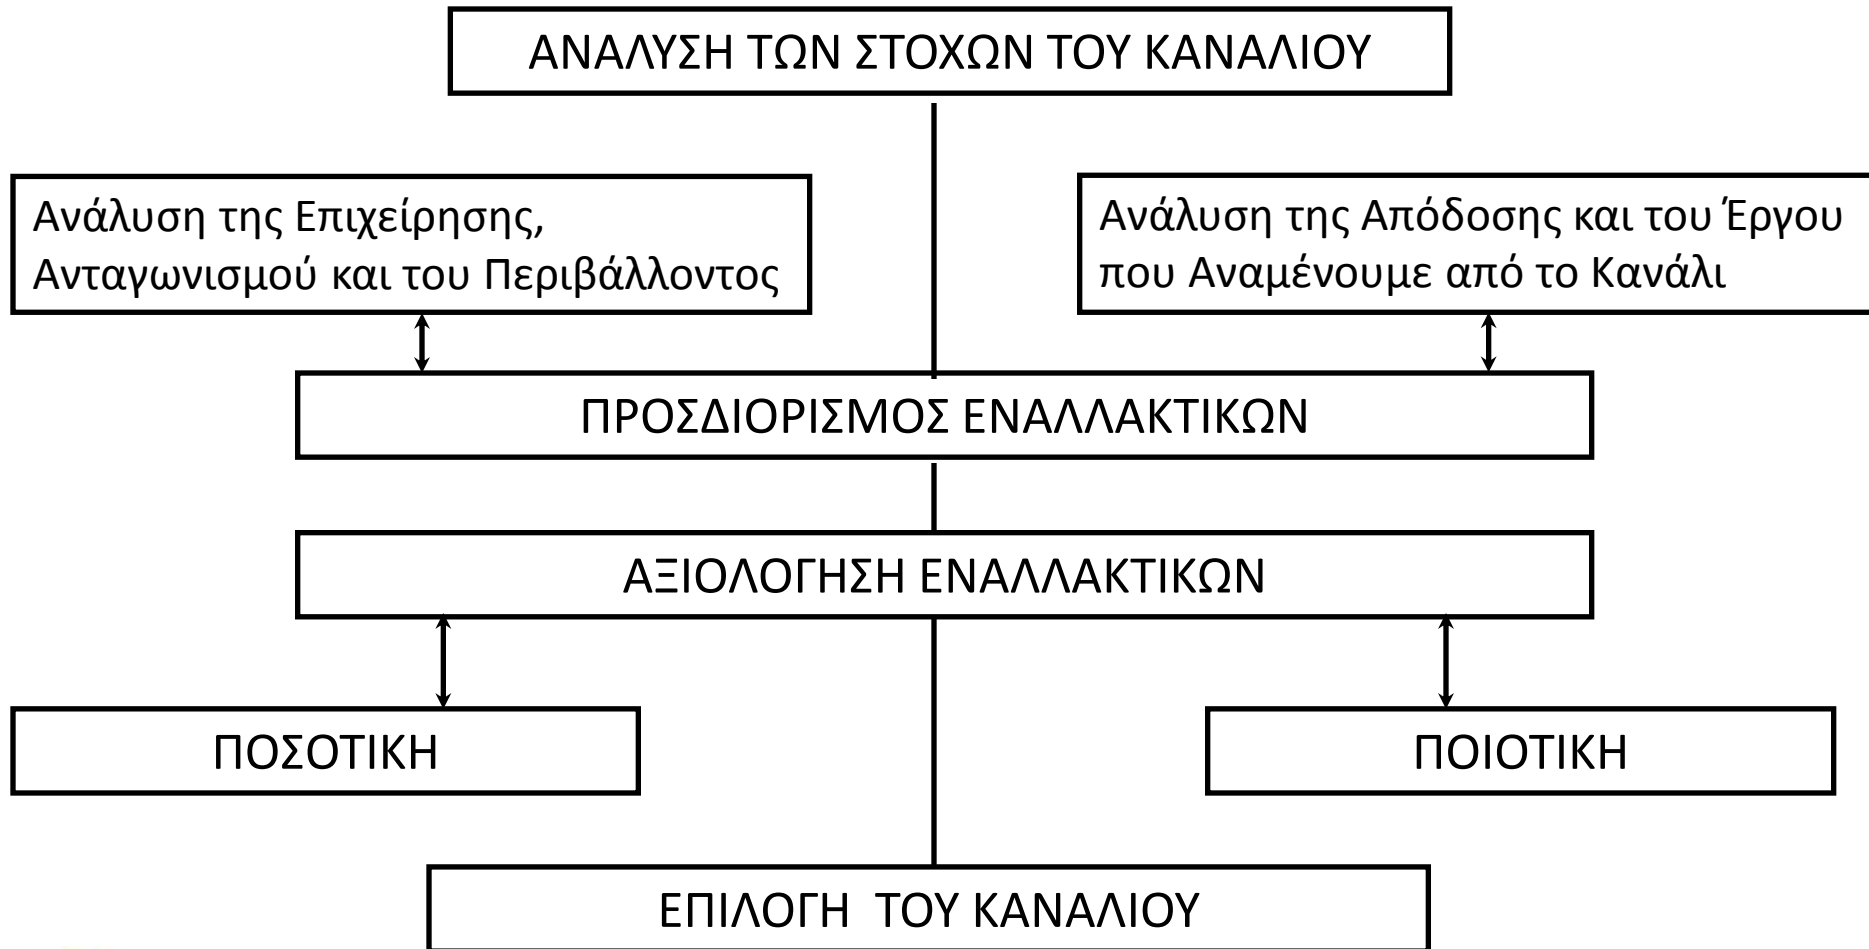 ΑΝΑΛΥΣΗ ΤΩΝ ΣΤΟΧΩΝ ΤΟΥ ΚΑΝΑΛΙΟΥ
Ανάλυση της Επιχείρησης,
Ανταγωνισμού και του Περιβάλλοντος
Ανάλυση της Απόδοσης και του Έργου
που Αναμένουμε από το Κανάλι
ΠΡΟΣΔΙΟΡΙΣΜΟΣ ΕΝΑΛΛΑΚΤΙΚΩΝ
ΑΞΙΟΛΟΓΗΣΗ ΕΝΑΛΛΑΚΤΙΚΩΝ
ΠΟΣΟΤΙΚΗ
ΠΟΙΟΤΙΚΗ
ΕΠΙΛΟΓΗ ΤΟΥ ΚΑΝΑΛΙΟΥ